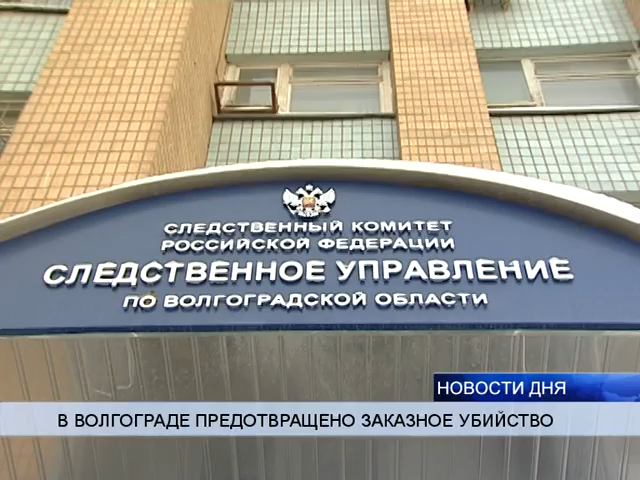 СЛЕДСТВЕННЫЙ КОМИТЕТ
РОССИЙСКОЙ ФЕДЕРАЦИИ
СЛЕДСТВЕННОЕ УПРАВЛЕНИЕ
ПО ВОЛГОГРАДСКОЙ ОБЛАСТИ
НОВОСТИ ДНЯ
В ВОЛГОГРАДЕ ПРЕДОТВРАЩЕНО ЗАКАЗНОЕ УБИЙСТВО